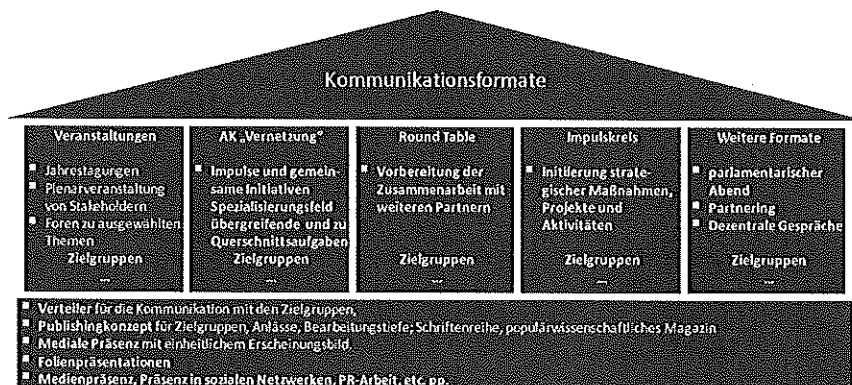 Kommunikationsformate
Veranstaltungen
Jahrestagungen
Plenarveranstaltung
von Stakeholdern
Foren zu ausgewählten
Themen
Zielgruppen
...
AK „Vernetzung“
Impulse und gemein-
same Initiativen
Spezialisierungsfeld
übergreifende und zu
Querschnittsaufgaben
Zielgruppen
...
Round Table
Vorbereitung der
Zusammenarbeit mit
weiteren Partnern
Zielgruppen
...
Impulskreis
Initiierung strate-
gischer Maßnahmen,
Projekte und
Aktivitäten
Zielgruppen
...
Weitere Formate
parlamentarischer
Abend
Partnering
Dezentrale Gespräche
Zielgruppen
...
Verteiler für die Kommunikation mit den Zielgruppen,
Publishingkonzept für Zielgruppen, Anlässe, Bearbeitungstiefe; Schriftenreihe, populärwissenschaftliches Magazin
Mediale Präsenz mit einheitlichem Erscheinungsbild.
Folienpräsentationen
Medienpräsenz, Präsenz in sozialen Netzwerken, PR-Arbeit, etc. pp.